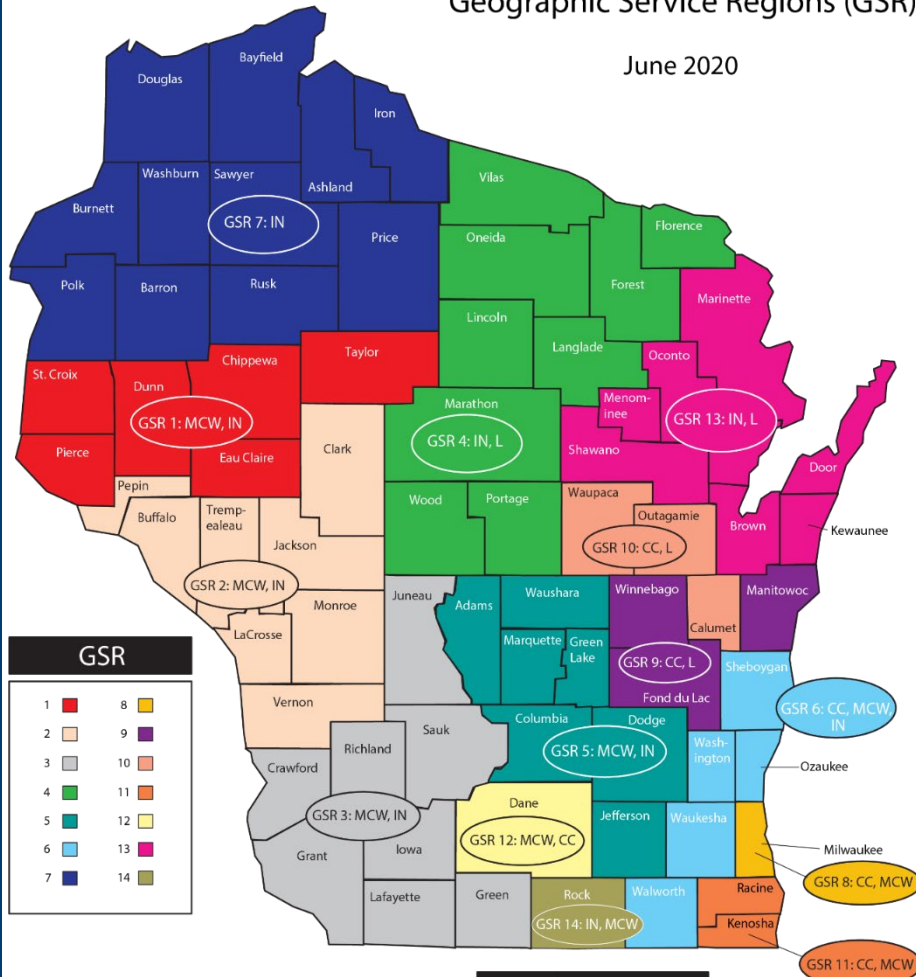 Geographic Service Regions (GSR)
June 2020
Bayfield
Douglas
Iron
Washburn
Sawyer
Ashland
Burnett
GSR 7: IN
Price
Polk
Barron
Rusk
Vilas
Florence
Oneida
Forest
Marinette
Lincoln
Langlade
Oconto
St. Croix
Chippewa
Taylor
Dunn
GSR 1: MCW, IN
Pierce
Eau Claire
Marathon
GSR 4: IN, L
Menom-
inee
GSR 13: IN, L
Shawano
Door
Clark
Pepin
Buffalo
Tremp-
ealeau
Jackson
Wood
Portage
Waupaca
Outagamie
Brown
Kewaunee
GSR 10: CC, L
GSR 2: MCW, IN
Monroe
LaCrosse
Juneau
Adams
Waushara
Winnebago
Manitowoc
Calumet
Marquette
Green
Lake
GSR 9: CC, L
Fond du Lac
Sheboygan
GSR 6: CC, MCW,
IN
Vernon
Columbia
Dodge
GSR 5: MCW, IN
Wash-
ington
Ozaukee
Sauk
Richland
Crawford
GSR 3: MCW, IN
Dane
GSR 12: MCW, CC
Jefferson
Waukesha
Milwaukee
GSR 8: CC, MCW
Grant
Iowa
Lafayette
Green
Rock
GSR 14: IN, MCW
Walworth
Racine
Kenosha
GSR 11: CC, MCW
GSR
1
8
2
9
3
10
4
11
5
12
6
13
7
14